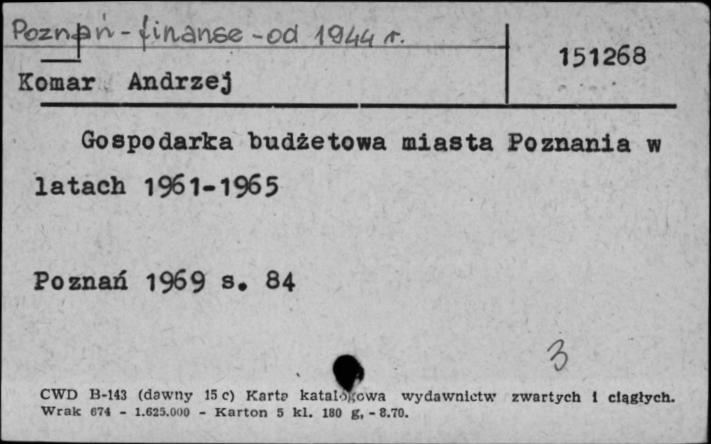 Poznań - finanse - od 1944 r.
151268
Komar Andrzej
Gospodarka budżetowa miasta Poznania w
latach 1961-1965
Poznań 1969 s. 84
3
CWD B-143 (dawny 15 c) Karta katalogowa wydawnictw zwartych i ciągłych.
Wrak 674 - 1.625.000 - Karton 5 kl. 180 g, - 8.70.